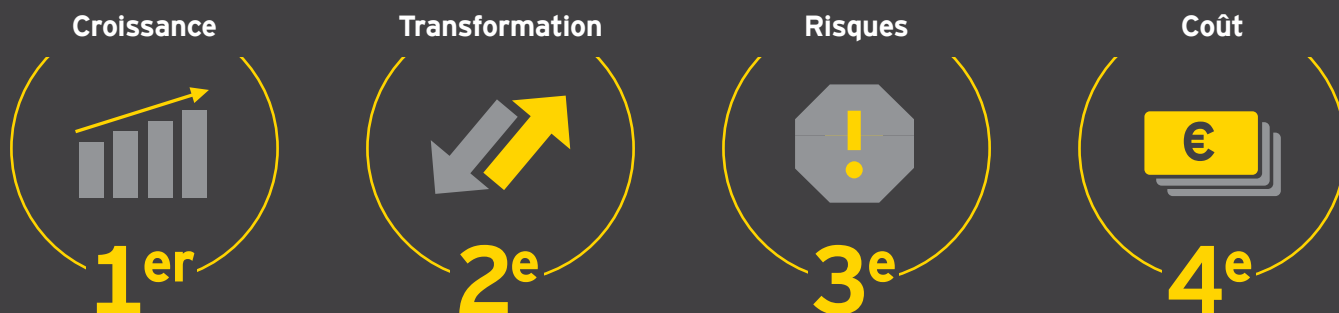 Croissance
Transformation
Risques
Coût
€
1er
2e
3e
4e